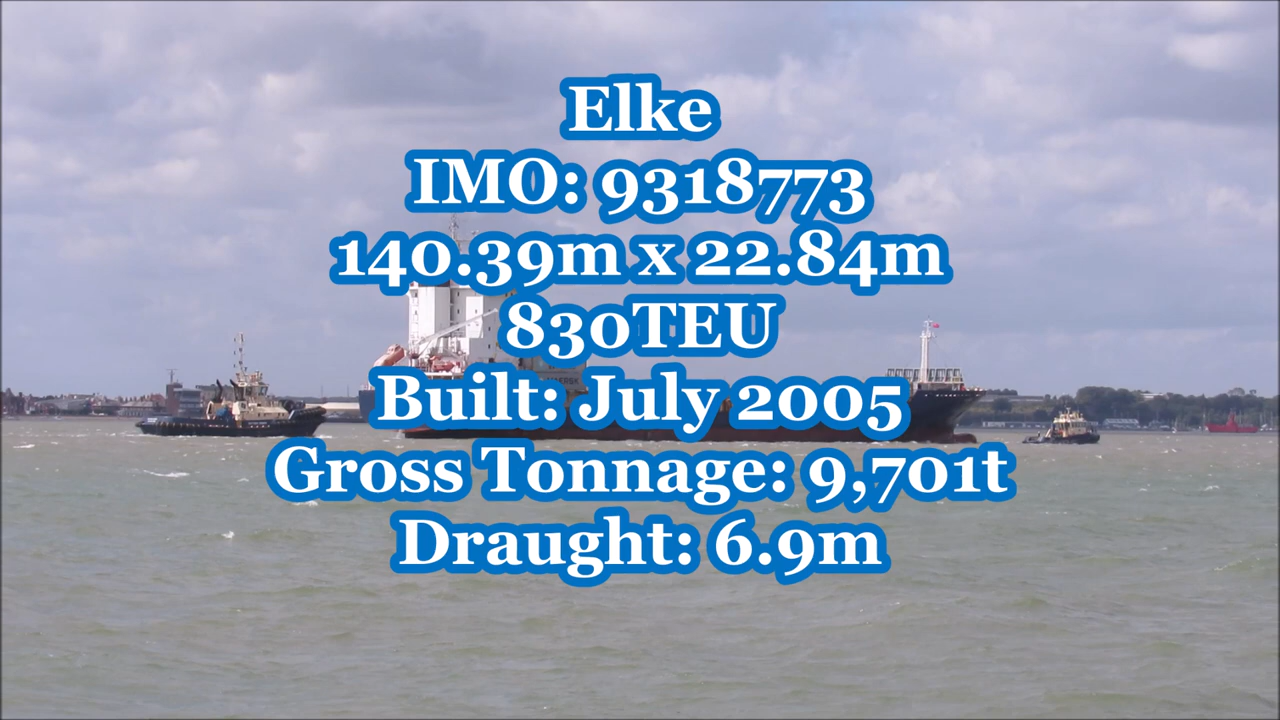 Elke
IMO: 9318773
140.39m x 22.84m
830TEU
Built: July 2005
Gross Tonnage: 9,701t
Draught: 6.9m